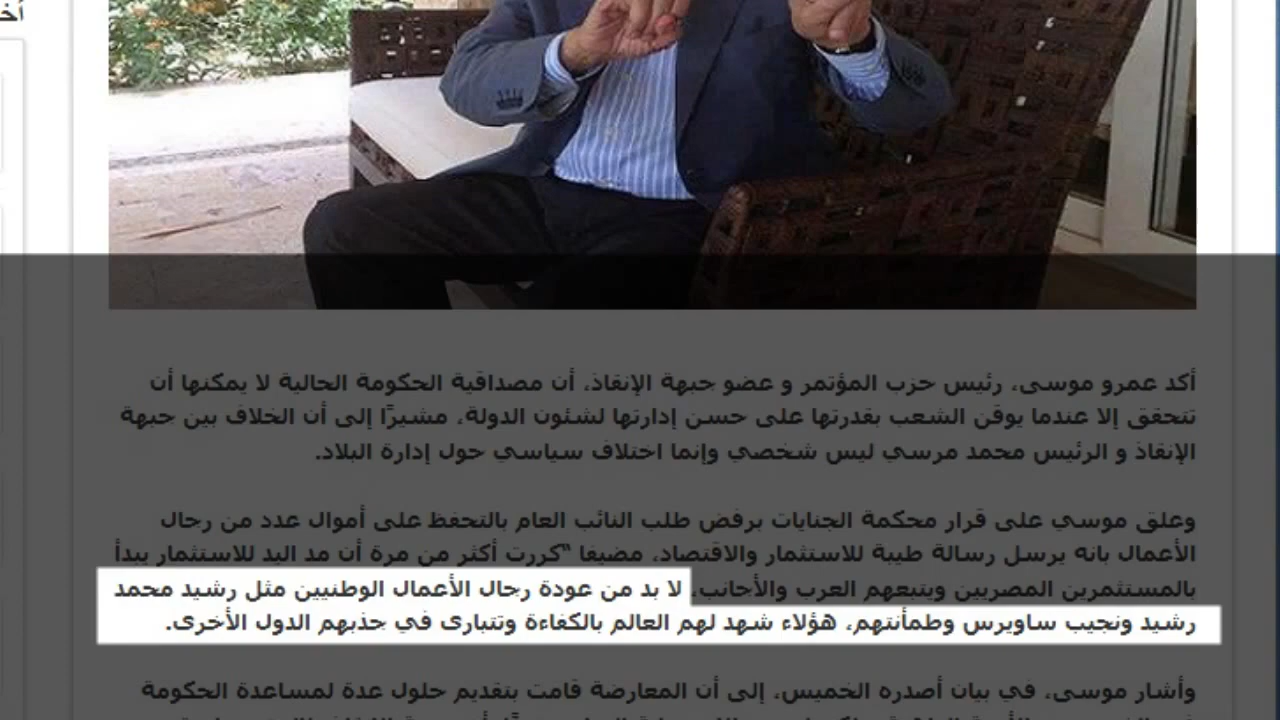 أكد عمرو موسى، رئيس حزب المؤتمر و عضو جبهة الإنقاذ، أن مصداقية الحكومة الحالية لا يمكنها أن
تتحقق إلا عندما يوقن الشعب بقدرتها على حسن إدارتها لشئون الدولة، مشيرًا إلى أن الخلاف بين جبهة
الإنقاذ و الرئيس محمد مرسي ليس شخصي وإنما اختلاف سياسي حول إدارة البلاد.
وعلق موسي على قرار محكمة الجنايات برفض طلب النائب العام بالتحفظ على أموال عدد من رجال
الأعمال بانه يرسل رسالة طيبة للاستثمار والاقتصاد، مضيفا "كررت أكثر من مرة أن مد اليد للاستثمار يبدأ
بالمستثمرين المصريين ويتبعهم العرب والأجانب، لا بد من عودة رجال الأعمال الوطنيين مثل رشيد محمد
رشيد ونجيب ساويرس وطمأنتهم، هؤلاء شهد لهم العالم بالكفاءة وتتبارى في جذبهم الدول الأخرى.
وأشار موسى، في بيان أصدره الخميس، إلى أن المعارضة قامت بتقديم حلول عدة لمساعدة الحكومة